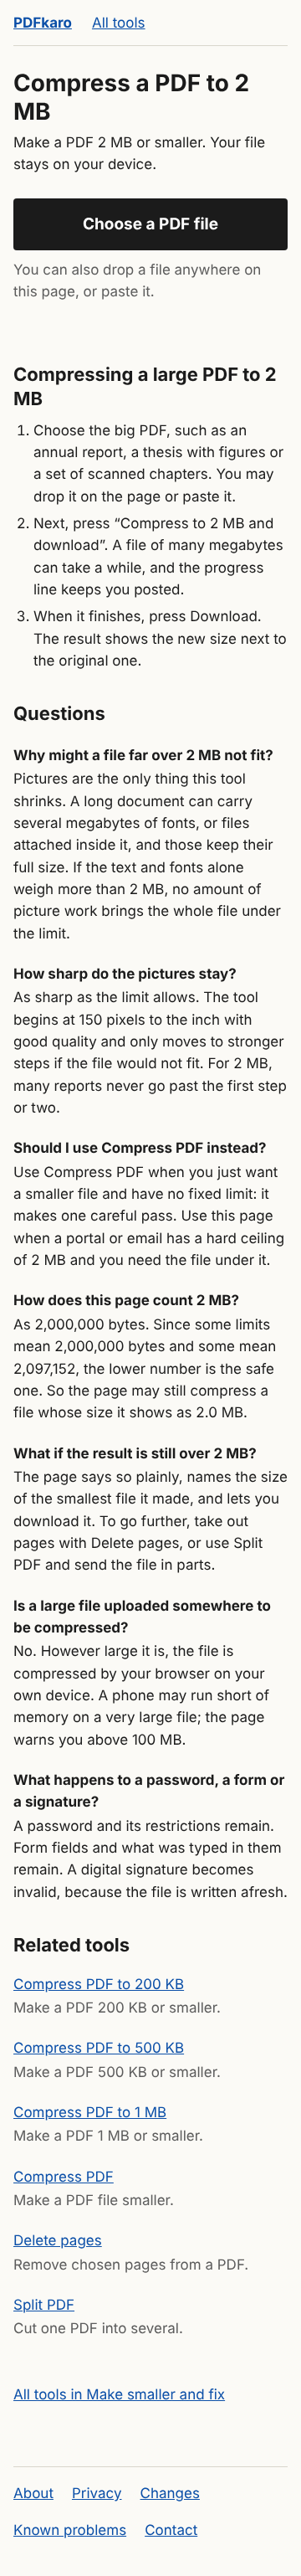 PDFkaro All tools
Compress a PDF to 2
MB
Make a PDF 2 MB or smaller. Your file
stays on your device.
Choose a PDF file
You can also drop a file anywhere on
this page, or paste it.
Compressing a large PDF to 2
MB
1. Choose the big PDF, such as an
annual report, a thesis with figures or
a set of scanned chapters. You may
drop it on the page or paste it.
2. Next, press “Compress to 2 MB and
download”. A file of many megabytes
can take a while, and the progress
line keeps you posted.
3. When it finishes, press Download.
The result shows the new size next to
the original one.
Questions
Why might a file far over 2 MB not fit?
Pictures are the only thing this tool
shrinks. A long document can carry
several megabytes of fonts, or files
attached inside it, and those keep their
full size. If the text and fonts alone
weigh more than 2 MB, no amount of
picture work brings the whole file under
the limit.
How sharp do the pictures stay?
As sharp as the limit allows. The tool
begins at 150 pixels to the inch with
good quality and only moves to stronger
steps if the file would not fit. For 2 MB,
many reports never go past the first step
or two.
Should I use Compress PDF instead?
Use Compress PDF when you just want
a smaller file and have no fixed limit: it
makes one careful pass. Use this page
when a portal or email has a hard ceiling
of 2 MB and you need the file under it.
How does this page count 2 MB?
As 2,000,000 bytes. Since some limits
mean 2,000,000 bytes and some mean
2,097,152, the lower number is the safe
one. So the page may still compress a
file whose size it shows as 2.0 MB.
What if the result is still over 2 MB?
The page says so plainly, names the size
of the smallest file it made, and lets you
download it. To go further, take out
pages with Delete pages, or use Split
PDF and send the file in parts.
Is a large file uploaded somewhere to
be compressed?
No. However large it is, the file is
compressed by your browser on your
own device. A phone may run short of
memory on a very large file; the page
warns you above 100 MB.
What happens to a password, a form or
a signature?
A password and its restrictions remain.
Form fields and what was typed in them
remain. A digital signature becomes
invalid, because the file is written afresh.
Related tools
Compress PDF to 200 KB
Make a PDF 200 KB or smaller.
Compress PDF to 500 KB
Make a PDF 500 KB or smaller.
Compress PDF to 1 MB
Make a PDF 1 MB or smaller.
Compress PDF
Make a PDF file smaller.
Delete pages
Remove chosen pages from a PDF.
Split PDF
Cut one PDF into several.
All tools in Make smaller and fix
About Privacy Changes
Known problems Contact